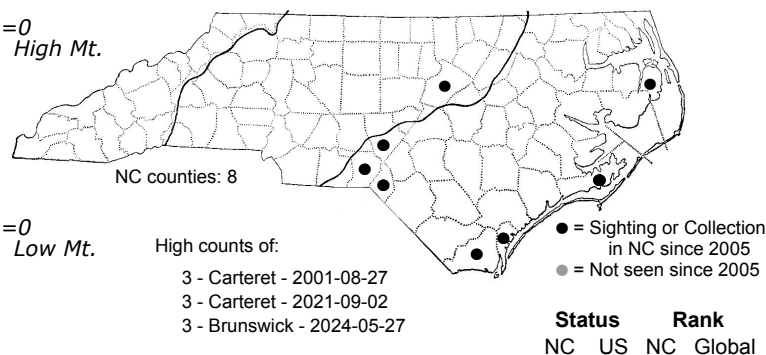 =0
High Mt.
NC counties: 8
=0
Low Mt.
High counts of:
3 - Carteret - 2001-08-27
3 - Carteret - 2021-09-02
3 - Brunswick - 2024-05-27
● = Sighting or Collection
in NC since 2005
● = Not seen since 2005
Status Rank
NC US NC Global